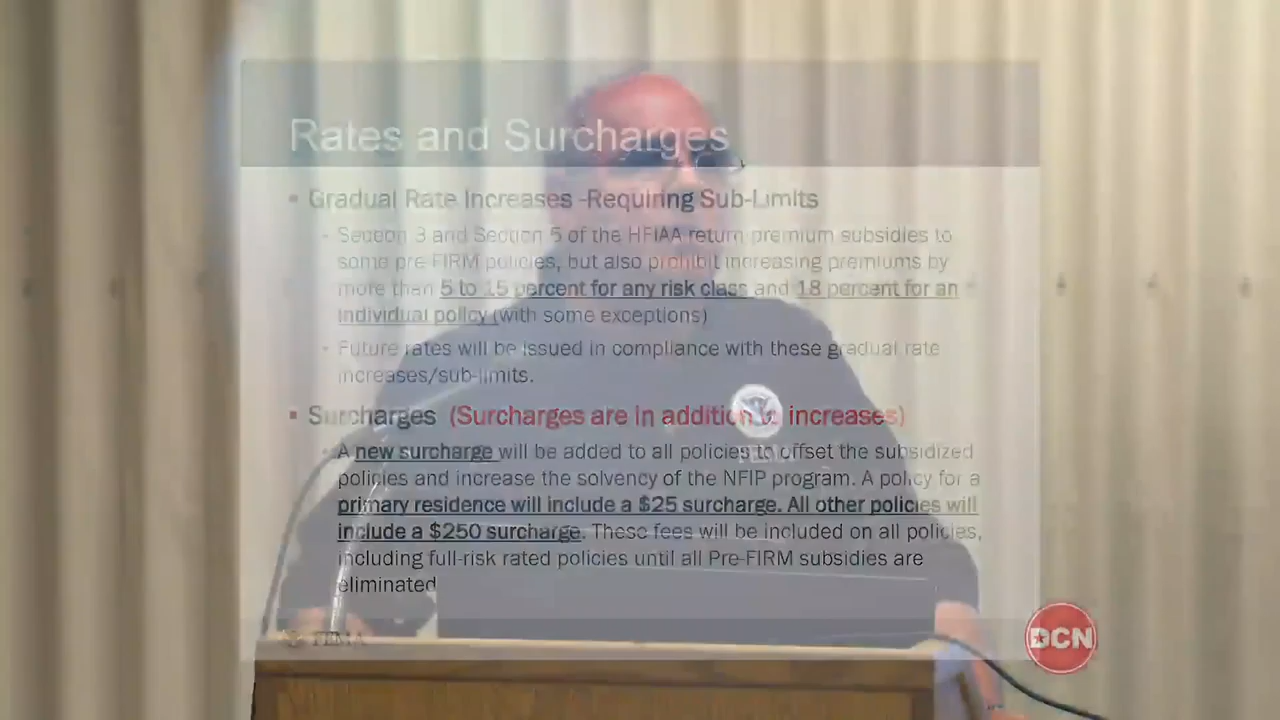 Rates and Surcharges
▪ Gradual Rate Increases -Requiring Sub-Limits
- Section 3 and Section 5 of the HFIAA return premium subsidies to
some pre-FIRM policies, but also prohibit increasing premiums by
more than 5 to 15 percent for any risk class and 18 percent for an
individual policy (with some exceptions)
- Future rates will be issued in compliance with these gradual rate
increases/sub-limits.
▪ Surcharges (Surcharges are in addition to increases)
- A new surcharge will be added to all policies to offset the subsidized
policies and increase the solvency of the NFIP program. A policy for a
primary residence will include a $25 surcharge. All other policies will
include a $250 surcharge. These fees will be included on all policies,
including full-risk rated policies until all Pre-FIRM subsidies are
eliminated
FEMA
DCN